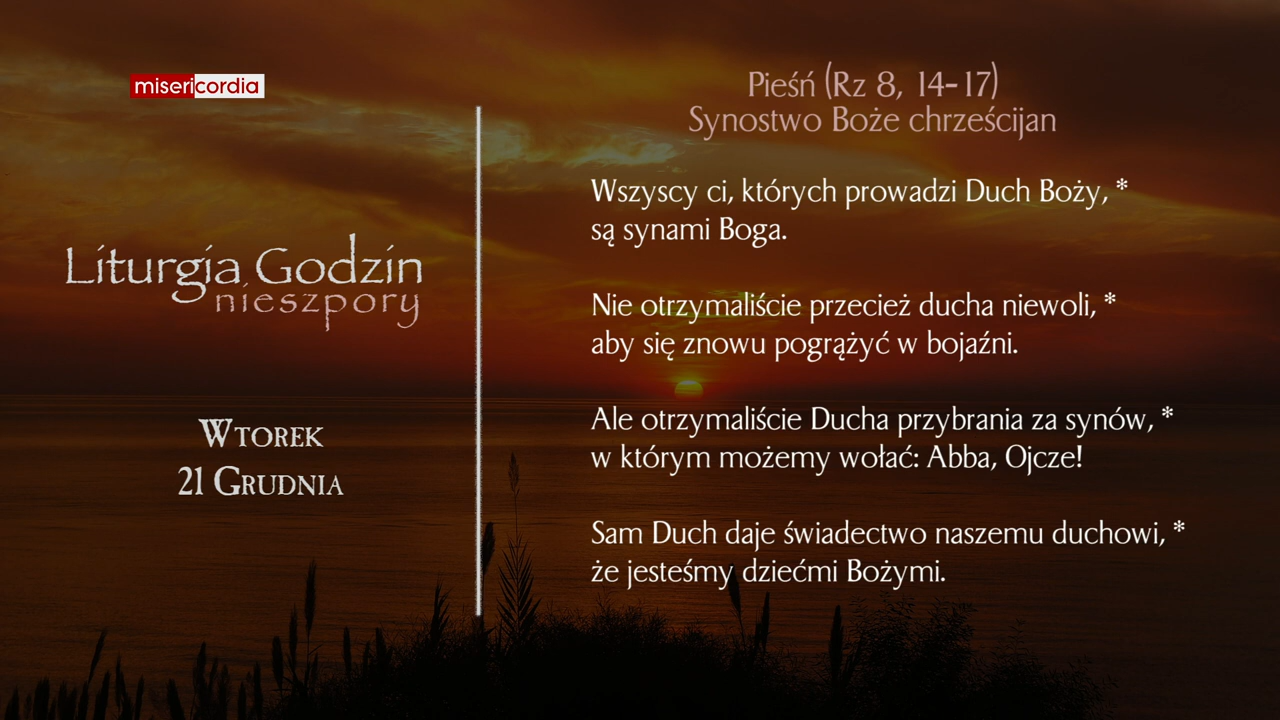 misericordia
Liturgia Godzin
nieszpory
Wtorek
21 Grudnia
Pieśń (Rz 8, 14-17)
Synostwo Boże chrześcijan
Wszyscy ci, których prowadzi Duch Boży, *
są synami Boga.
Nie otrzymaliście przecież ducha niewoli, *
aby się znowu pogrążyć w bojaźni.
Ale otrzymaliście Ducha przybrania za synów, *
w którym możemy wołać: Abba, Ojcze!
Sam Duch daje świadectwo naszemu duchowi, *
że jesteśmy dziećmi Bożymi.